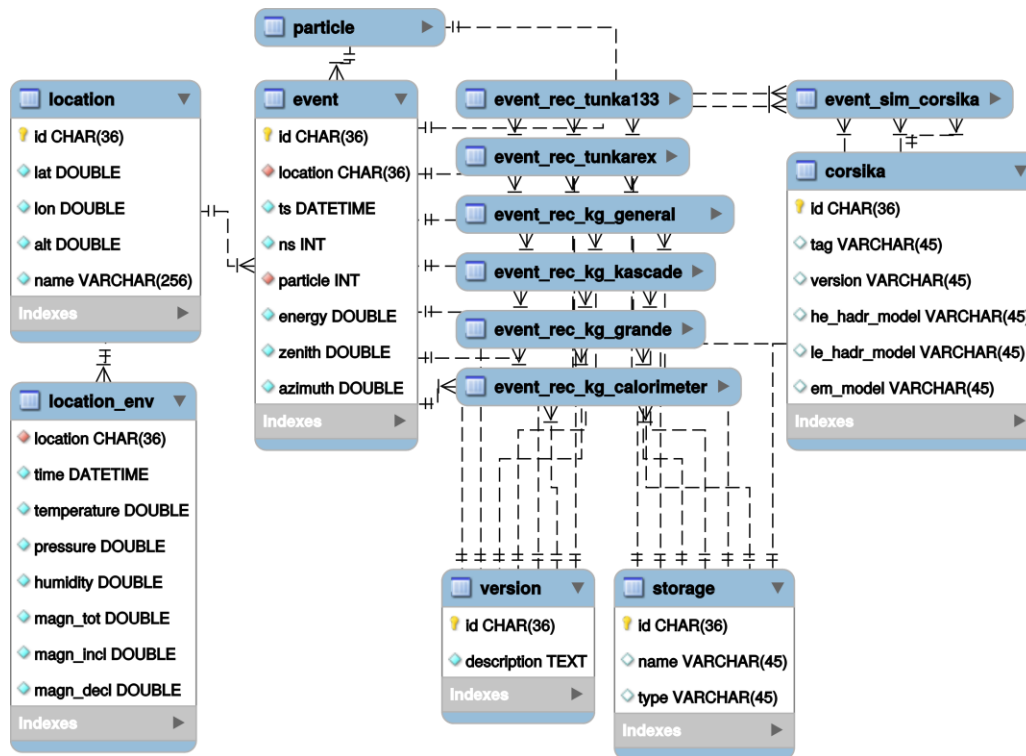 particle
location
id CHAR(36)
lat DOUBLE
lon DOUBLE
alt DOUBLE
name VARCHAR(256)
Indexes
event
id CHAR(36)
location CHAR(36)
ts DATETIME
ns INT
particle INT
energy DOUBLE
zenith DOUBLE
azimuth DOUBLE
Indexes
event_rec_tunka133
event_rec_tunkarex
event_rec_kg_general
event_rec_kg_kascade
event_rec_kg_grande
event_rec_kg_calorimeter
event_sim_corsika
corsika
id CHAR(36)
tag VARCHAR(45)
version VARCHAR(45)
he_hadr_model VARCHAR(45)
le_hadr_model VARCHAR(45)
em_model VARCHAR(45)
Indexes
location_env
location CHAR(36)
time DATETIME
temperature DOUBLE
pressure DOUBLE
humidity DOUBLE
magn_tot DOUBLE
magn_incl DOUBLE
magn_decl DOUBLE
Indexes
version
id CHAR(36)
description TEXT
Indexes
storage
id CHAR(36)
name VARCHAR(45)
type VARCHAR(45)
Indexes